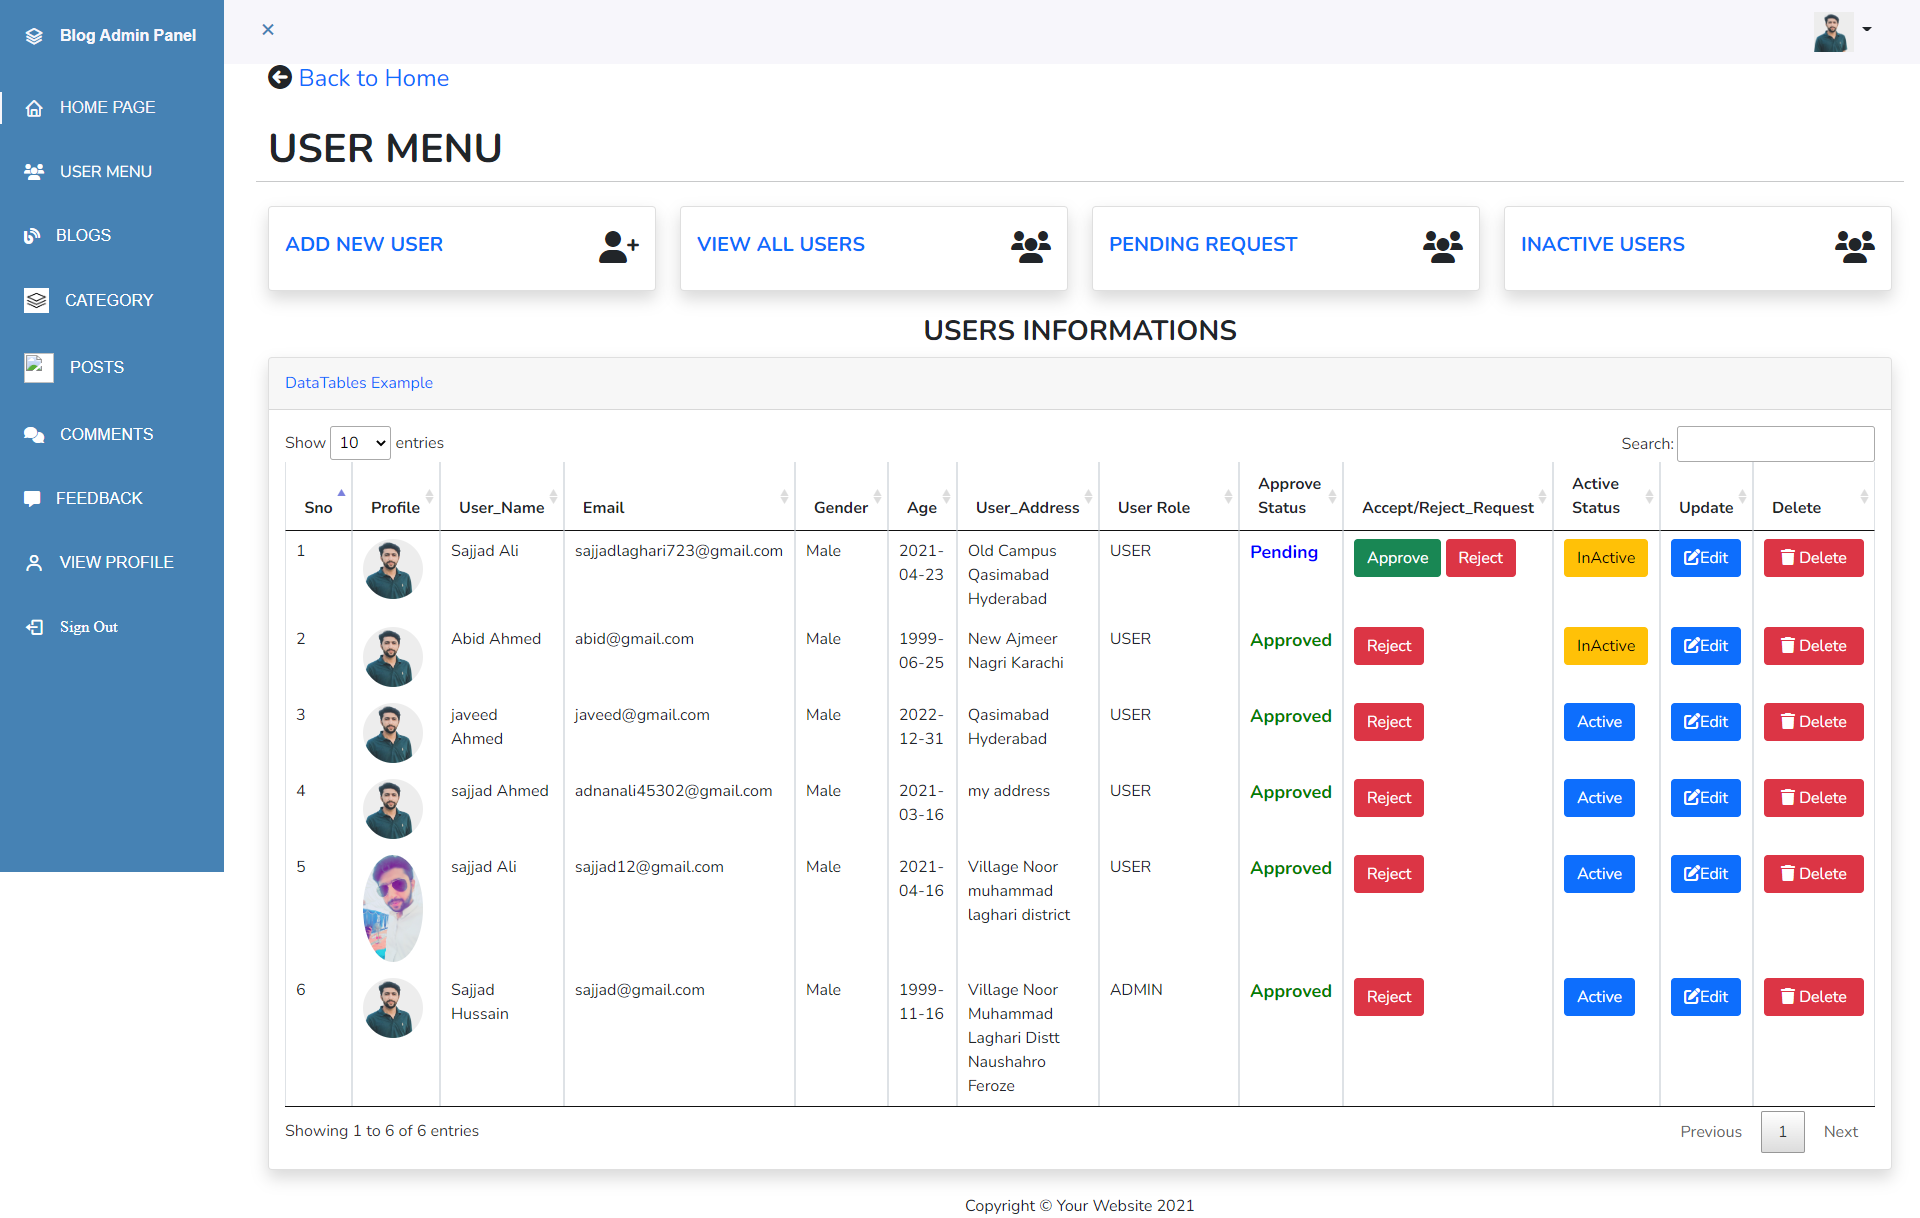 Blog Admin Panel
HOME PAGE
USER MENU
BLOGS
CATEGORY
POSTS
COMMENTS
FEEDBACK
VIEW PROFILE
Sign Out
×
Back to Home
USER MENU
ADD NEW USER
VIEW ALL USERS
PENDING REQUEST
INACTIVE USERS
USERS INFORMATIONS
DataTables Example
Show 10 entries
Search:
Sno Profile User_Name Email Gender Age User_Address User Role Approve Status Accept/Reject_Request Active Status Update Delete
1 Sajjad Ali sajjadlaghari723@gmail.com Male 2021- Old Campus USER Pending Approve Reject InActive Edit Delete
04-23 Qasimabad
Hyderabad
2 Abid Ahmed abid@gmail.com Male 1999- New Ajmeer USER Approved Reject InActive Edit Delete
06-25 Nagri Karachi
3 javeed javeed@gmail.com Male 2022- Qasimabad USER Approved Reject Active Edit Delete
Ahmed 12-31 Hyderabad
4 sajjad Ahmed adnanali45302@gmail.com Male 2021- my address USER Approved Reject Active Edit Delete
03-16
5 sajjad Ali sajjad12@gmail.com Male 2021- Village Noor USER Approved Reject Active Edit Delete
04-16 muhammad
laghari district
6 Sajjad sajjad@gmail.com Male 1999- Village Noor ADMIN Approved Reject Active Edit Delete
Hussain 11-16 Muhammad
Laghari Distt
Naushahro
Feroze
Showing 1 to 6 of 6 entries
Previous 1 Next
Copyright © Your Website 2021